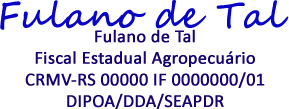 Fulano de Tal
Fulano de Tal
Fiscal Estadual Agropecuário
CRMV-RS 00000 IF 0000000/01
DIPOA/DDA/SEAPDR